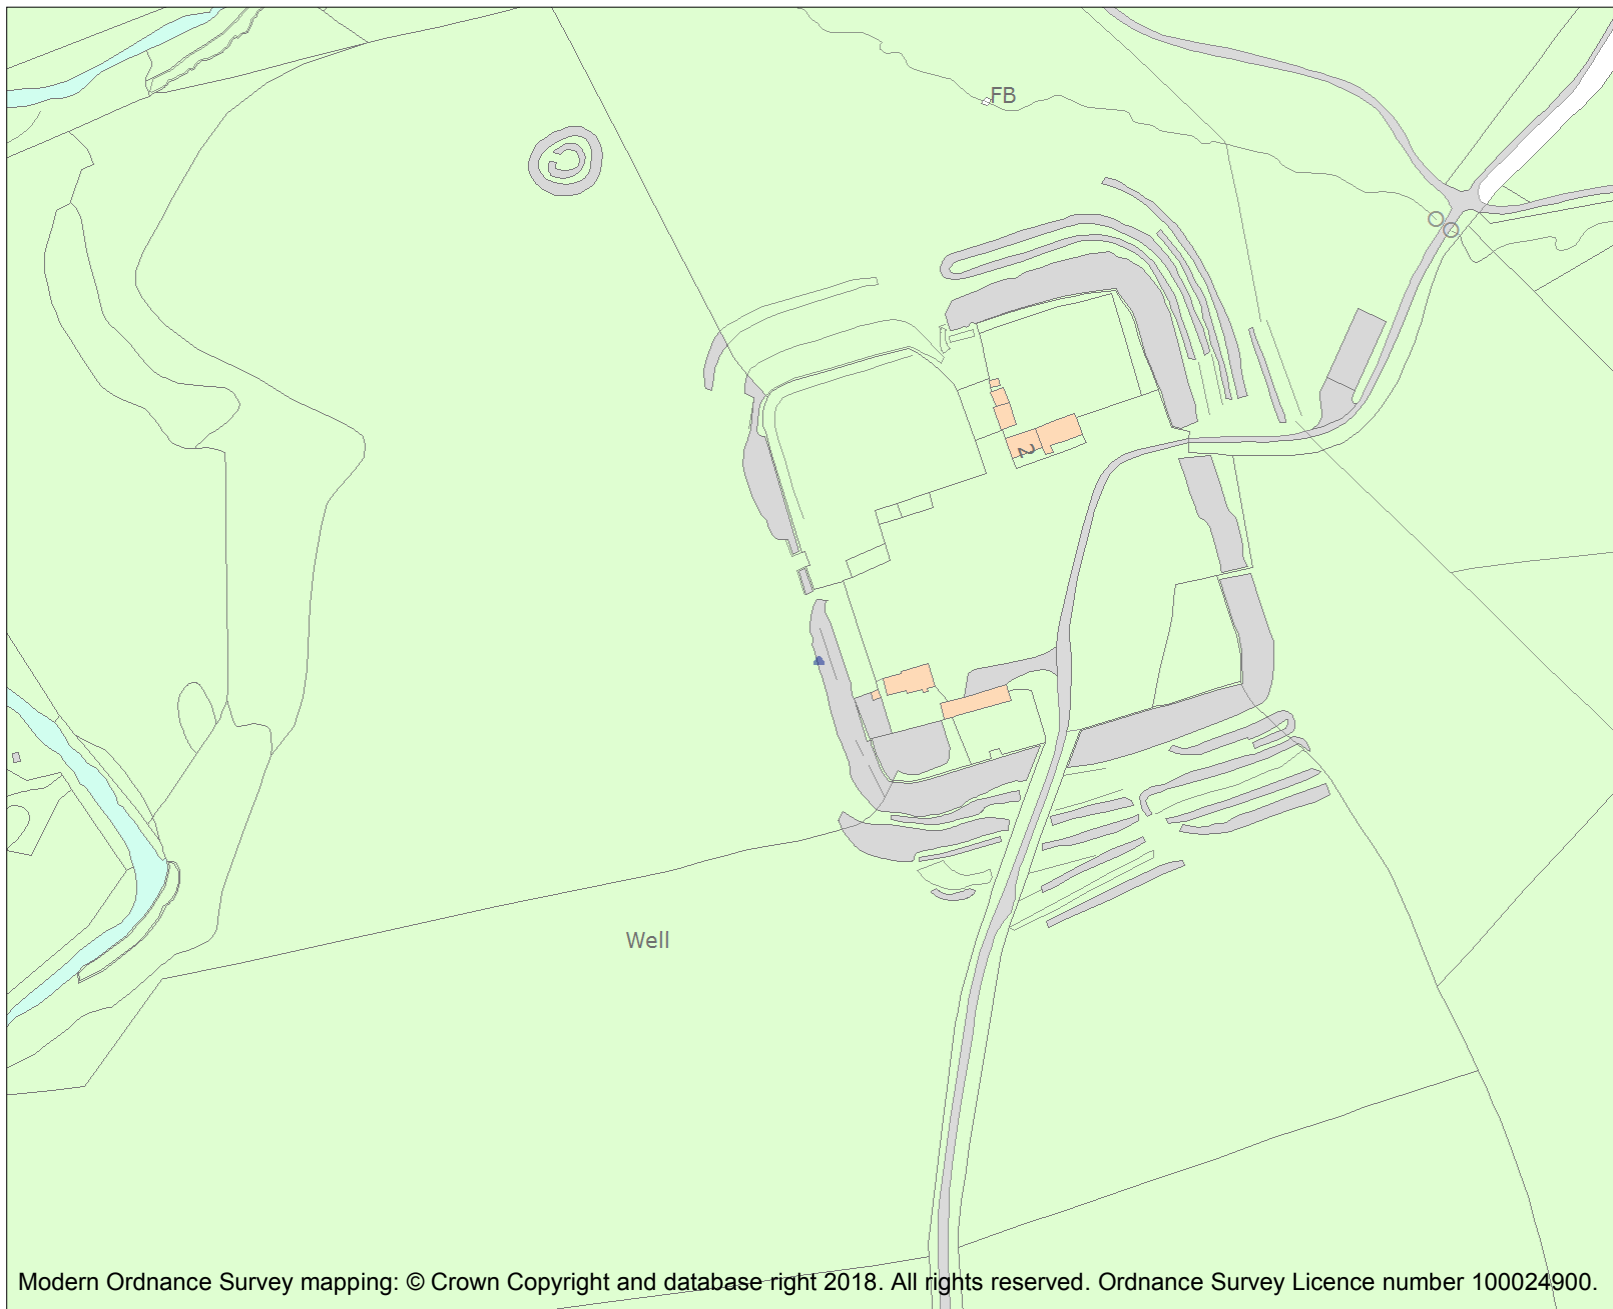 FB
2
Well
Modern Ordnance Survey mapping: © Crown Copyright and database right 2018. All rights reserved. Ordnance Survey Licence number 100024900.